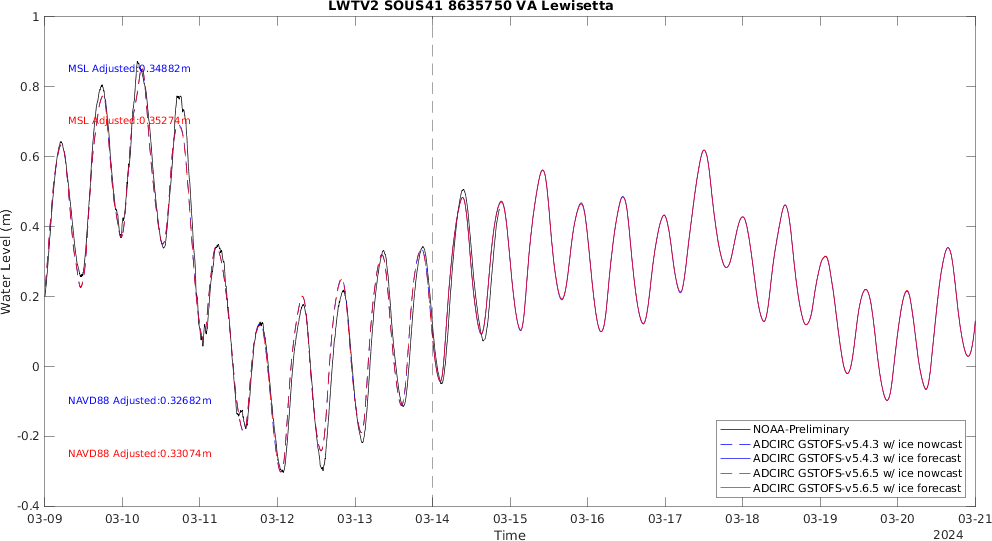 LWTV2 SOUS41 8635750 VA Lewisetta
1
0.8
0.6
0.4
0.2
0
-0.2
-0.4
Water Level (m)
MSL Adjusted:0.34882m
MSL Adjusted:0.35274m
NAVD88 Adjusted:0.32682m
NAVD88 Adjusted:0.33074m
NOAA-Preliminary
ADCIRC GSTOFS-v5.4.3 w/ ice nowcast
ADCIRC GSTOFS-v5.4.3 w/ ice forecast
ADCIRC GSTOFS-v5.6.5 w/ ice nowcast
ADCIRC GSTOFS-v5.6.5 w/ ice forecast
03-09 03-10 03-11 03-12 03-13 03-14 03-15 03-16 03-17 03-18 03-19 03-20 03-21
Time
2024